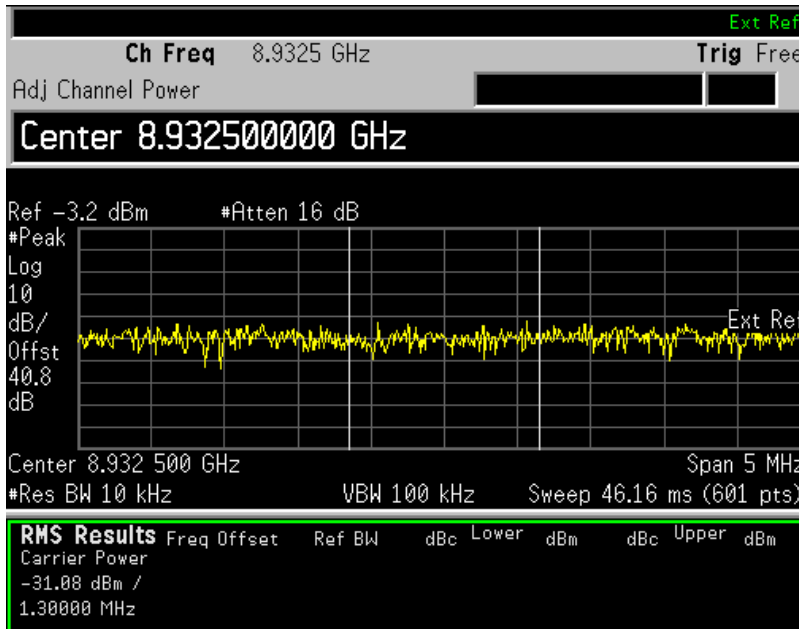 Ext Ref
Ch Freq 8.9325 GHz Trig Free
Adj Channel Power
Center 8.932500000 GHz
Ref -3.2 dBm #Atten 16 dB
#Peak
Log
10
dB/
Offst
40.8
dB
Ext Ref
Center 8.932 500 GHz Span 5 MHz
#Res BW 10 kHz VBW 100 kHz Sweep 46.16 ms (601 pts)
RMS Results Freq Offset Ref BW dBc Lower dBm dBc Upper dBm
Carrier Power
-31.08 dBm /
1.30000 MHz